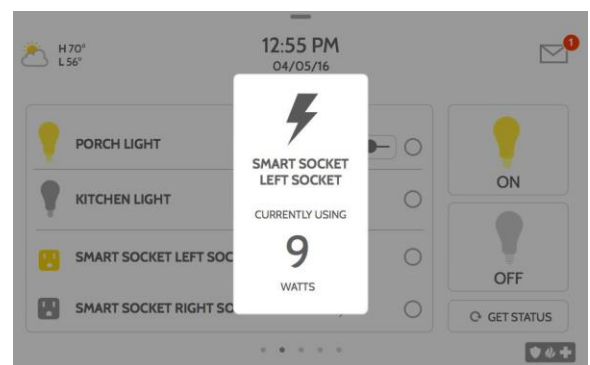 H 70°
L 56°
12:55 PM
04/05/16
1
PORCH LIGHT
KITCHEN LIGHT
SMART SOCKET LEFT SOC
SMART SOCKET RIGHT SO
SMART SOCKET
LEFT SOCKET
CURRENTLY USING
9
WATTS
ON
OFF
GET STATUS